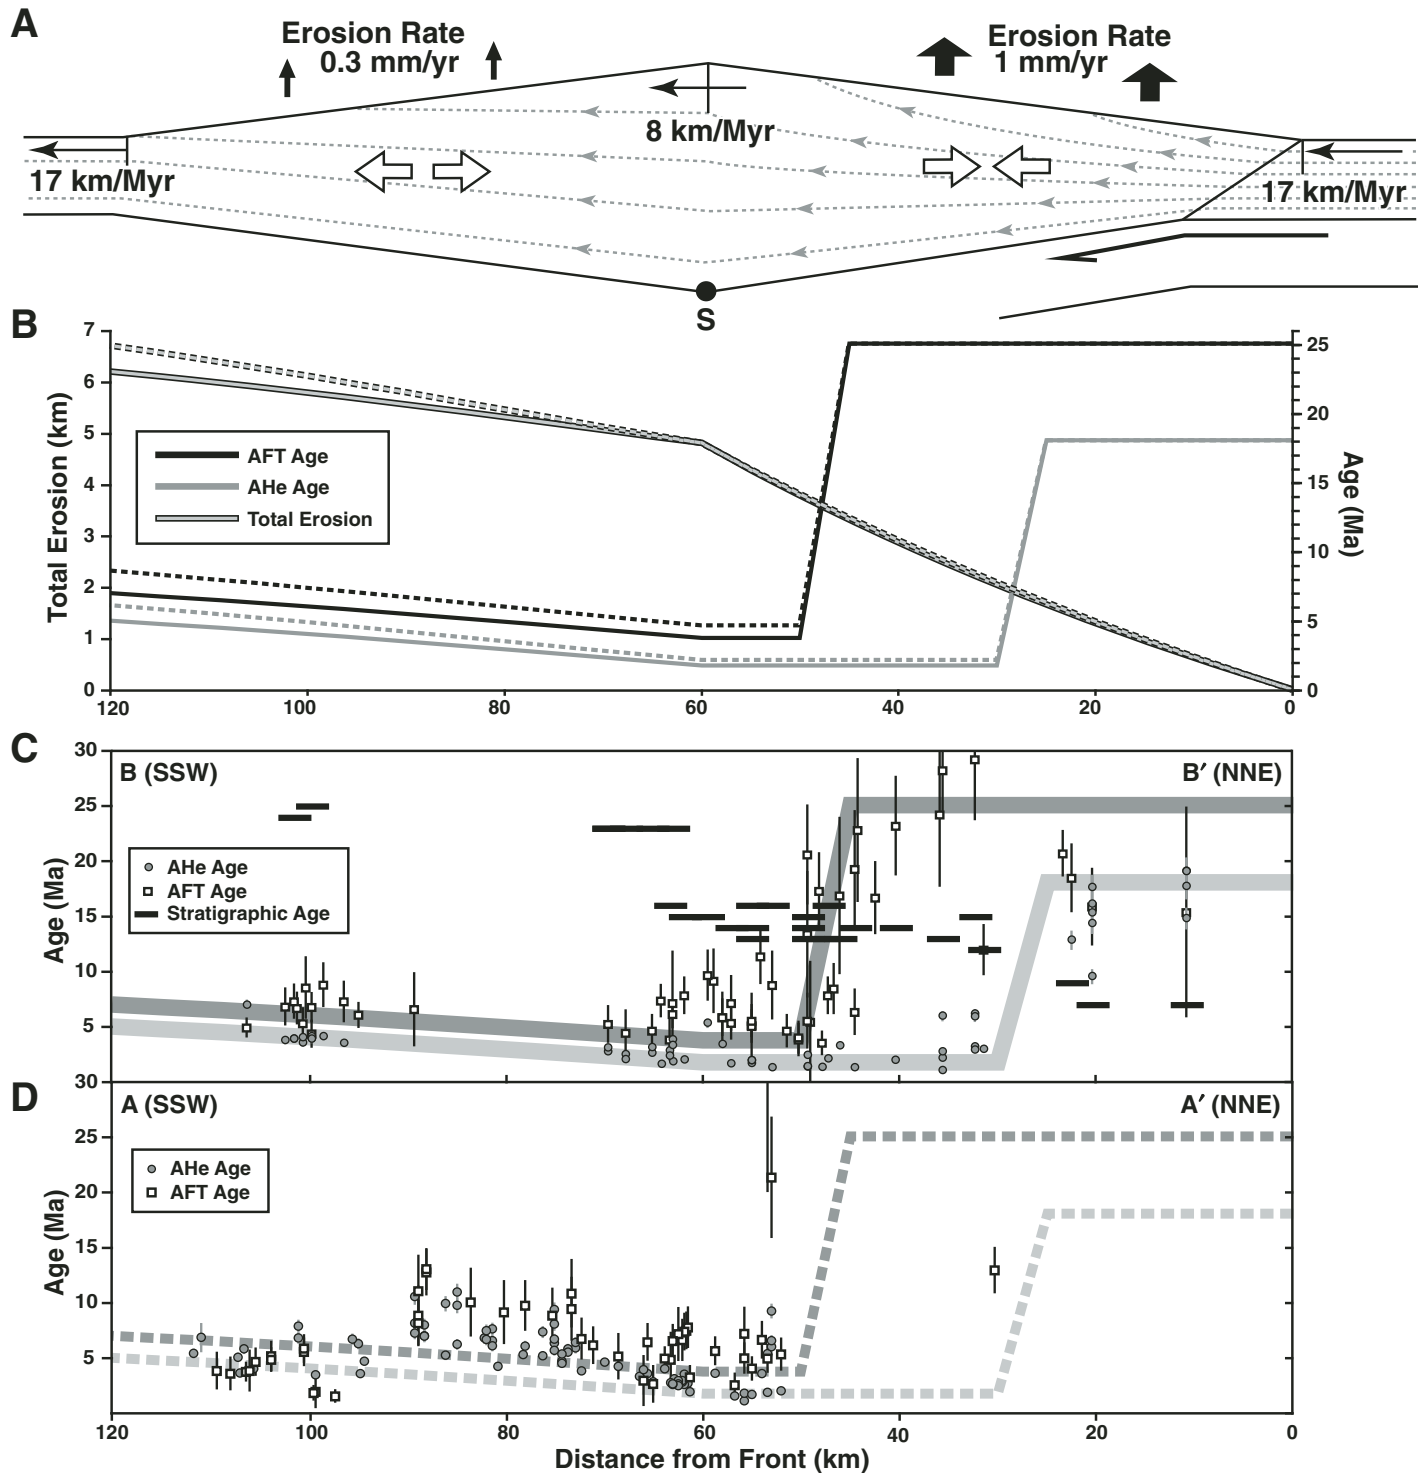 A
Erosion Rate
0.3 mm/yr
Erosion Rate
1 mm/yr
8 km/Myr
17 km/Myr
17 km/Myr
S
B
7
6
5
4
3
2
1
0
Total Erosion (km)
AFT Age
AHe Age
Total Erosion
25
20
15
10
5
0
Age (Ma)
120
100
80
60
40
20
0
C
B (SSW)
B′ (NNE)
30
25
20
15
10
5
30
Age (Ma)
AHe Age
AFT Age
Stratigraphic Age
D
A (SSW)
A′ (NNE)
25
20
15
10
5
Age (Ma)
AHe Age
AFT Age
120
100
80
60
40
20
0
Distance from Front (km)